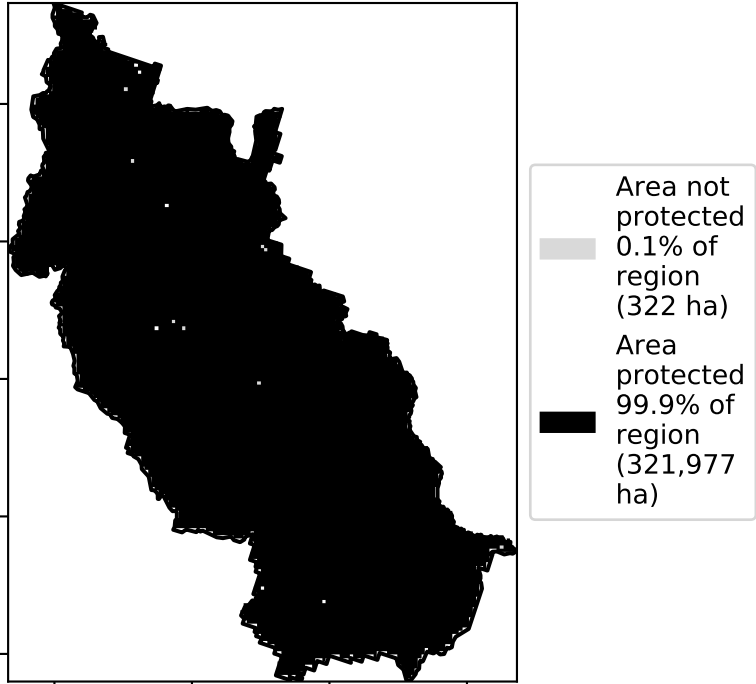 Area not
protected
0.1% of
region
(322 ha)
Area
protected
99.9% of
region
(321,977
ha)